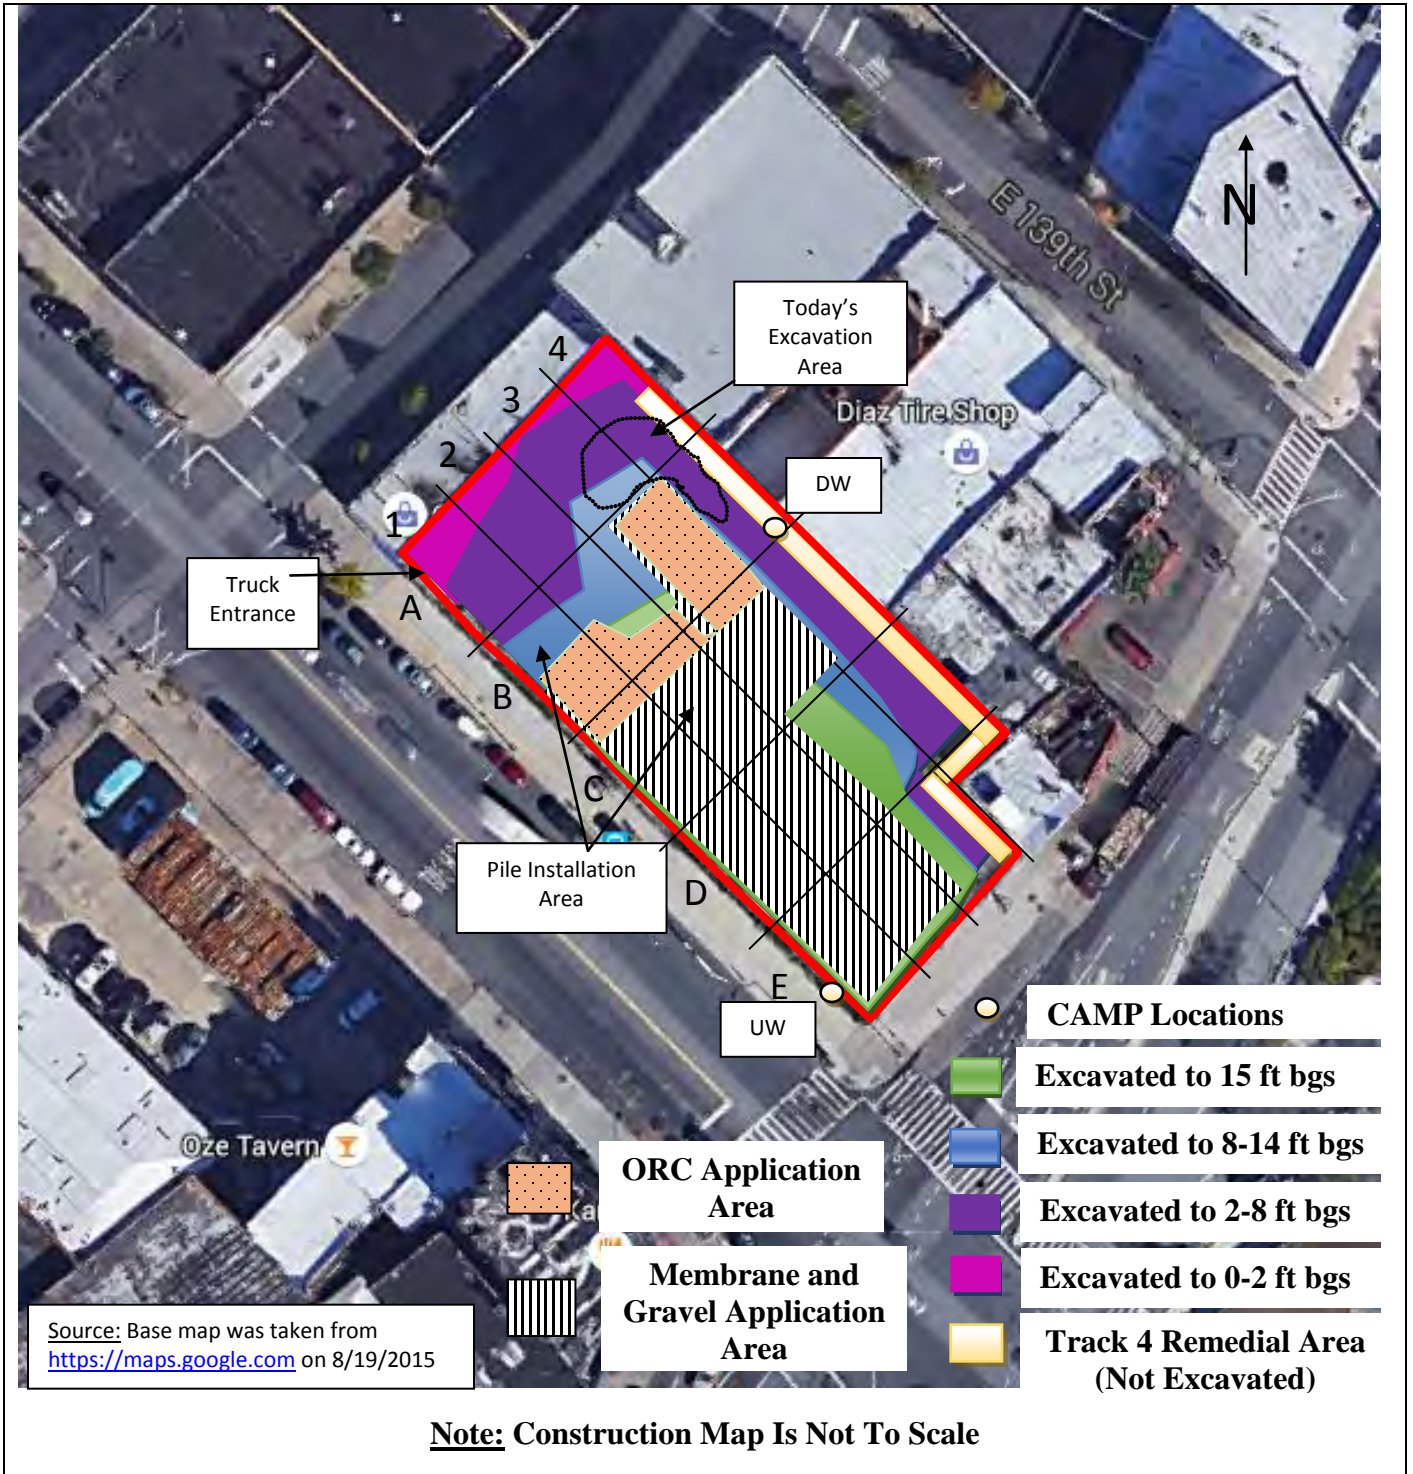 E 139th St
N
Today's
Excavation
Area
4
3
2
1
Diaz Tire Shop
DW
Truck
Entrance
A
B
C
D
E
Pile Installation
Area
UW
CAMP Locations
Excavated to 15 ft bgs
Excavated to 8-14 ft bgs
Excavated to 2-8 ft bgs
Excavated to 0-2 ft bgs
Track 4 Remedial Area
(Not Excavated)
Oze Tavern
ORC Application
Area
Ka
Membrane and
Gravel Application
Area
Source: Base map was taken from
https://maps.google.com on 8/19/2015
Note: Construction Map Is Not To Scale